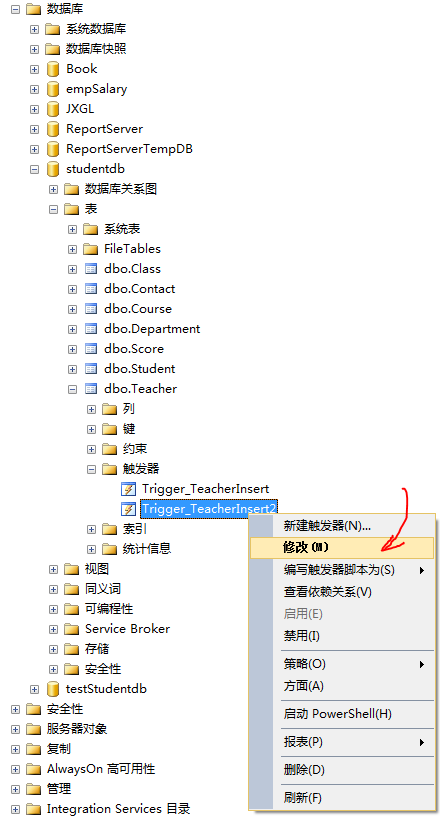 数据库
系统数据库
数据库快照
Book
empSalary
JXGL
ReportServer
ReportServerTempDB
studentdb
数据库关系图
表
系统表
FileTables
dbo.Class
dbo.Contact
dbo.Course
dbo.Department
dbo.Score
dbo.Student
dbo.Teacher
列
键
约束
触发器
Trigger_TeacherInsert
Trigger_TeacherInsert2
索引
统计信息
视图
同义词
可编程性
Service Broker
存储
安全性
testStudentdb
安全性
服务器对象
复制
AlwaysOn 高可用性
管理
Integration Services 目录
新建触发器(N)...
修改(M)
编写触发器脚本为(S)
查看依赖关系(V)
启用(E)
禁用(I)
策略(O)
方面(A)
启动 PowerShell(H)
报表(P)
删除(D)
刷新(F)